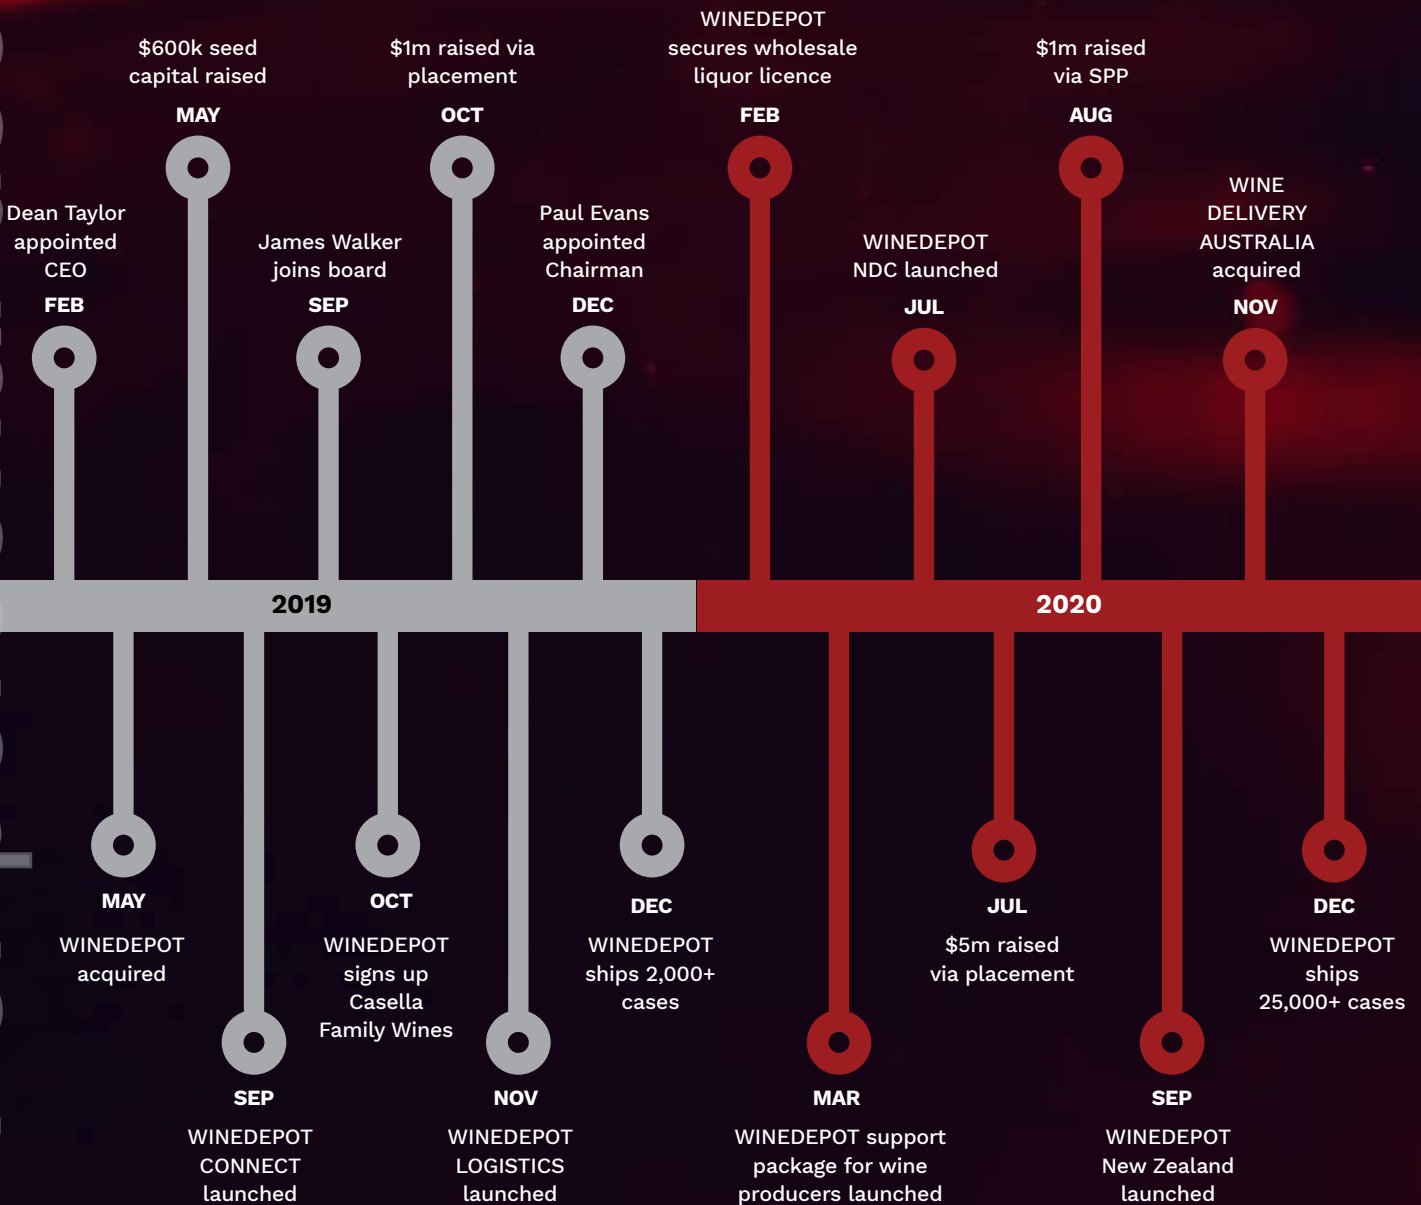 $600k seed
capital raised
MAY
$1m raised via
placement
OCT
WINEDEPOT
secures wholesale
liquor licence
FEB
$1m raised
via SPP
AUG
Dean Taylor
appointed
CEO
FEB
James Walker
joins board
SEP
Paul Evans
appointed
Chairman
DEC
WINEDEPOT
NDC launched
JUL
WINE
DELIVERY
AUSTRALIA
acquired
NOV
2019
2020
MAY
WINEDEPOT
acquired
OCT
WINEDEPOT
signs up
Casella
Family Wines
DEC
WINEDEPOT
ships 2,000+
cases
JUL
$5m raised
via placement
DEC
WINEDEPOT
ships
25,000+ cases
SEP
WINEDEPOT
CONNECT
launched
NOV
WINEDEPOT
LOGISTICS
launched
MAR
WINEDEPOT support
package for wine
producers launched
SEP
WINEDEPOT
New Zealand
launched